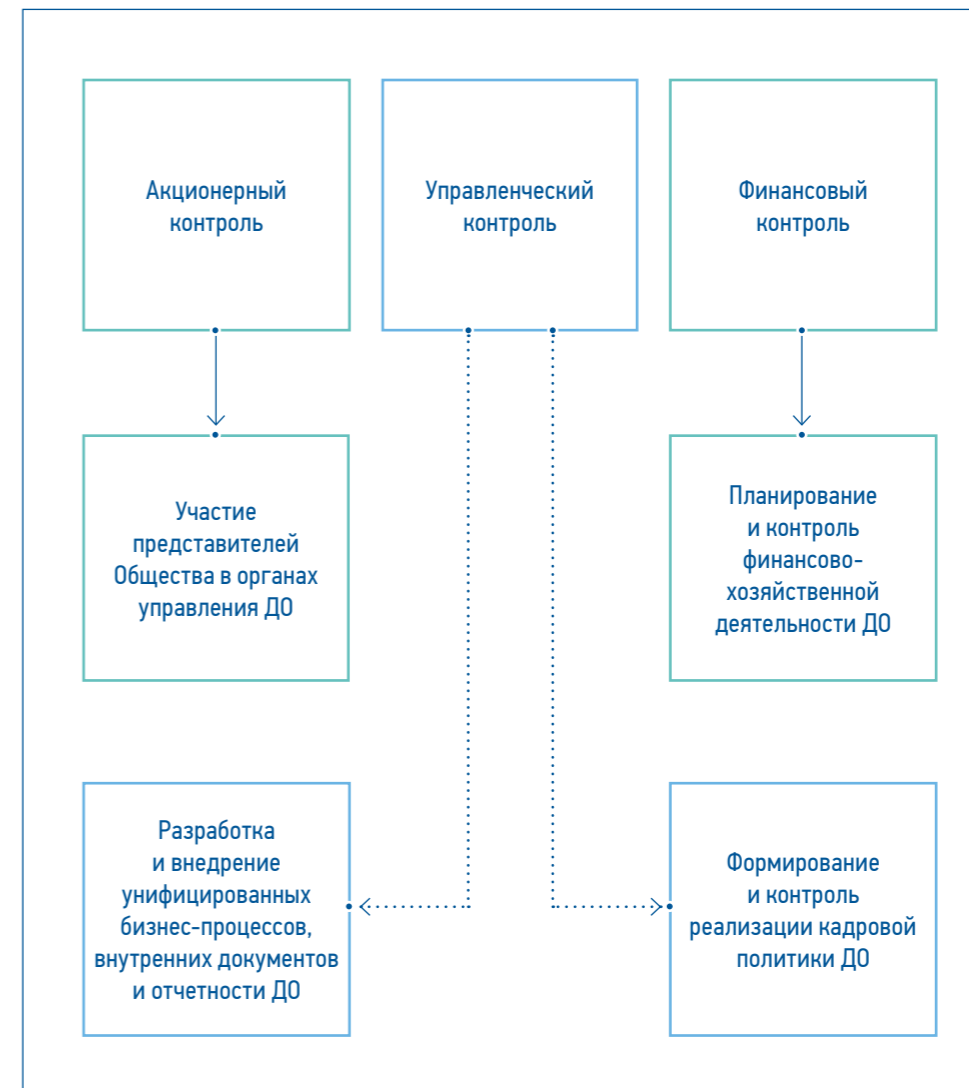 Акционерный
контроль
Управленческий
контроль
Финансовый
контроль
Участие
представителей
Общества в органах
управления ДО
Планирование
и контроль
финансово-
хозяйственной
деятельности ДО
Разработка
и внедрение
унифицированных
бизнес-процессов,
внутренних документов
и отчетности ДО
Формирование
и контроль
реализации кадровой
политики ДО